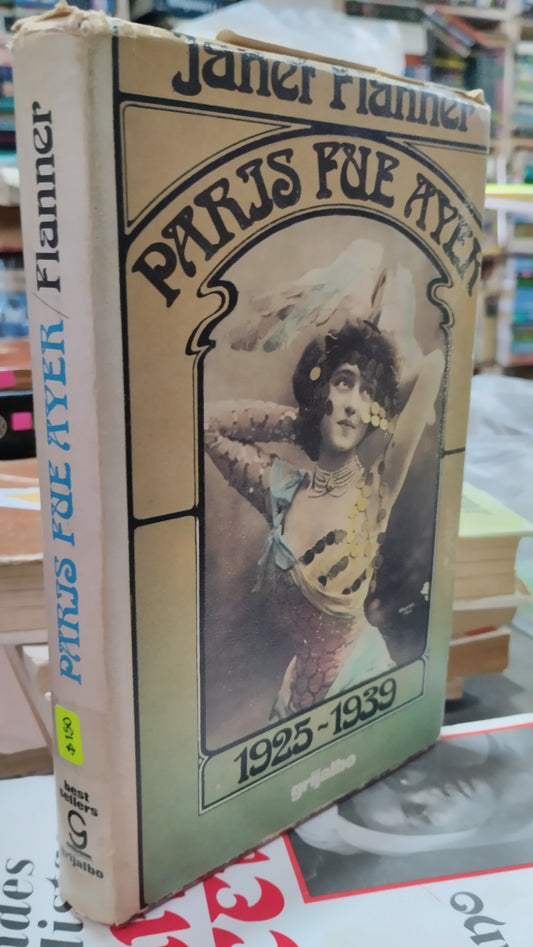 Janet Flanner
PARIS FUE AYER
1925-1939
grijalbo
PARIS FUE AYER/Flanner
$150
best
sellers
grijalbo